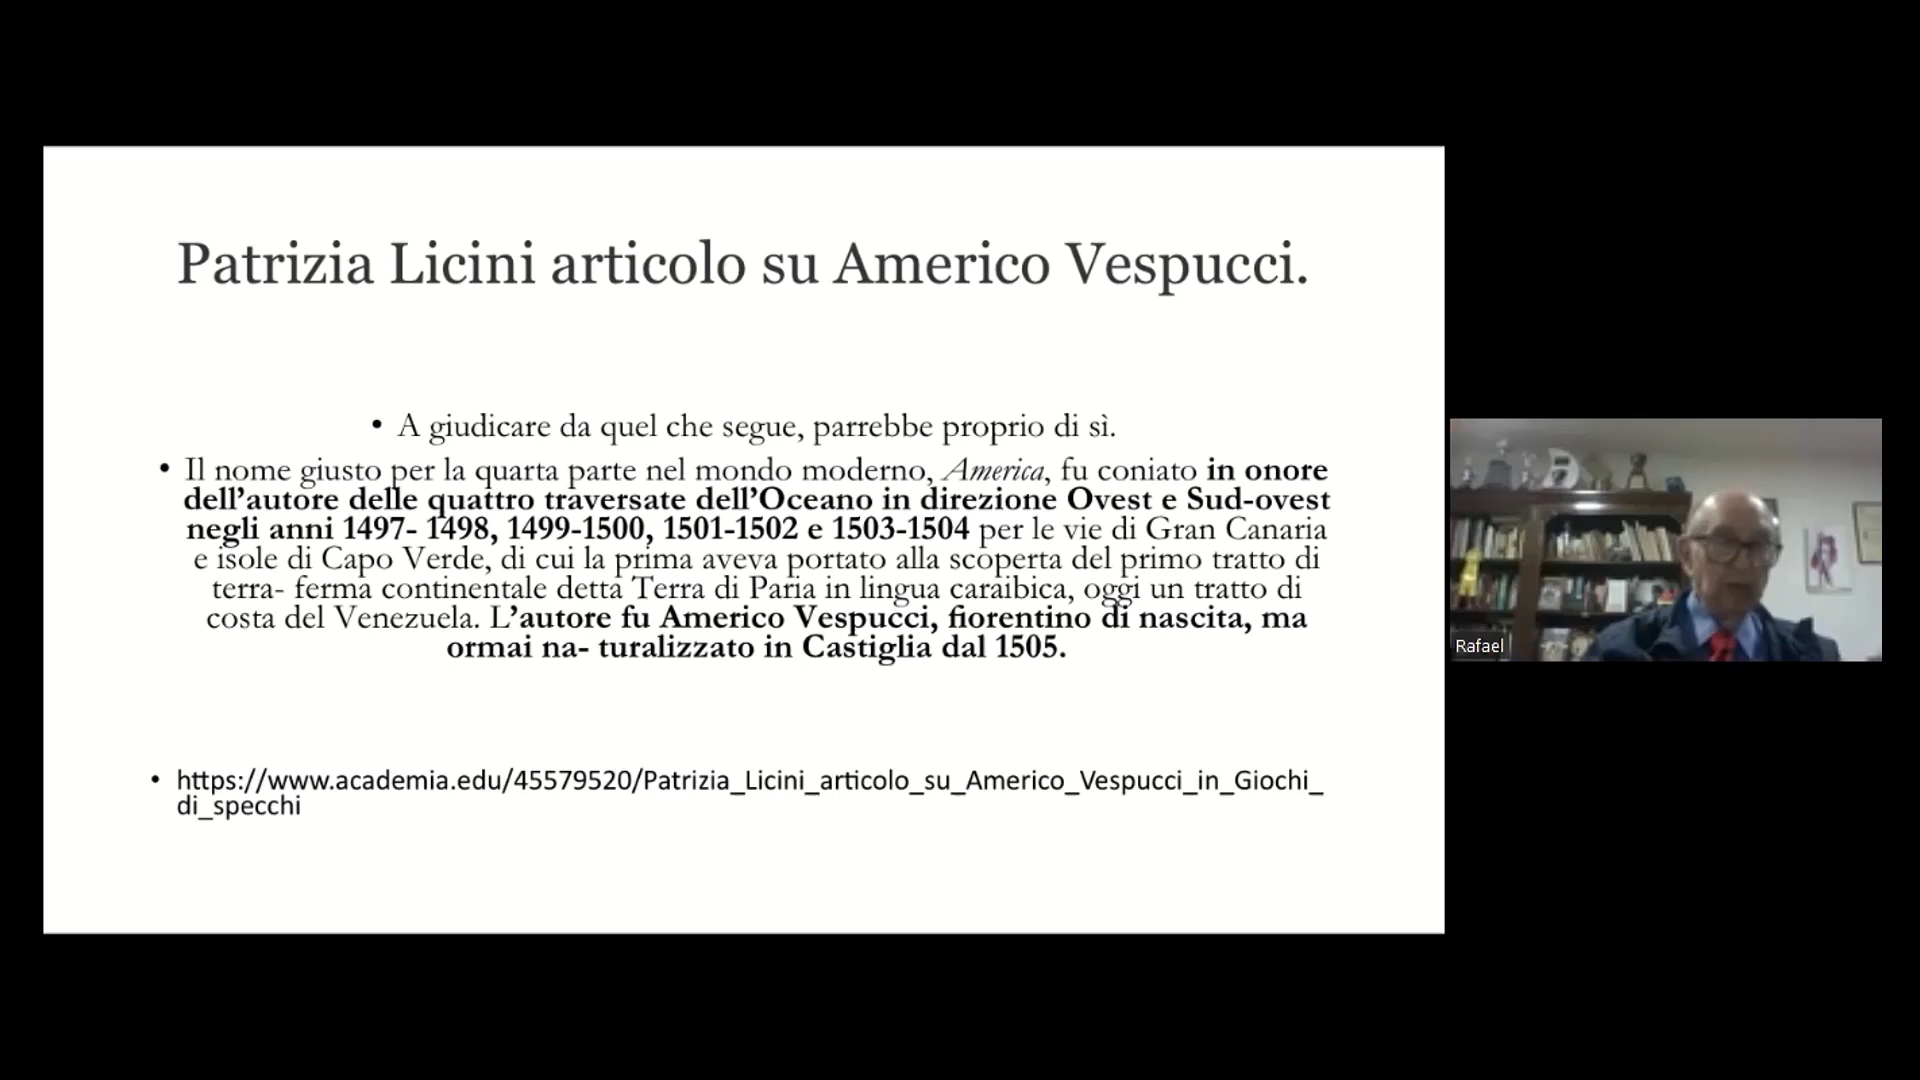 Patrizia Licini articolo su Americo Vespucci.
• A giudicare da quel che segue, parrebbe proprio di sì.
• Il nome giusto per la quarta parte nel mondo moderno, America, fu coniato in onore
dell’autore delle quattro traversate dell’Oceano in direzione Ovest e Sud-ovest
negli anni 1497- 1498, 1499-1500, 1501-1502 e 1503-1504 per le vie di Gran Canaria
e isole di Capo Verde, di cui la prima aveva portato alla scoperta del primo tratto di
terra- ferma continentale detta Terra di Paria in lingua caraibica, oggi un tratto di
costa del Venezuela. L’autore fu Americo Vespucci, fiorentino di nascita, ma
ormai na- turalizzato in Castiglia dal 1505.
• https://www.academia.edu/45579520/Patrizia_Licini_articolo_su_Americo_Vespucci_in_Giochi_
di_specchi
Rafael